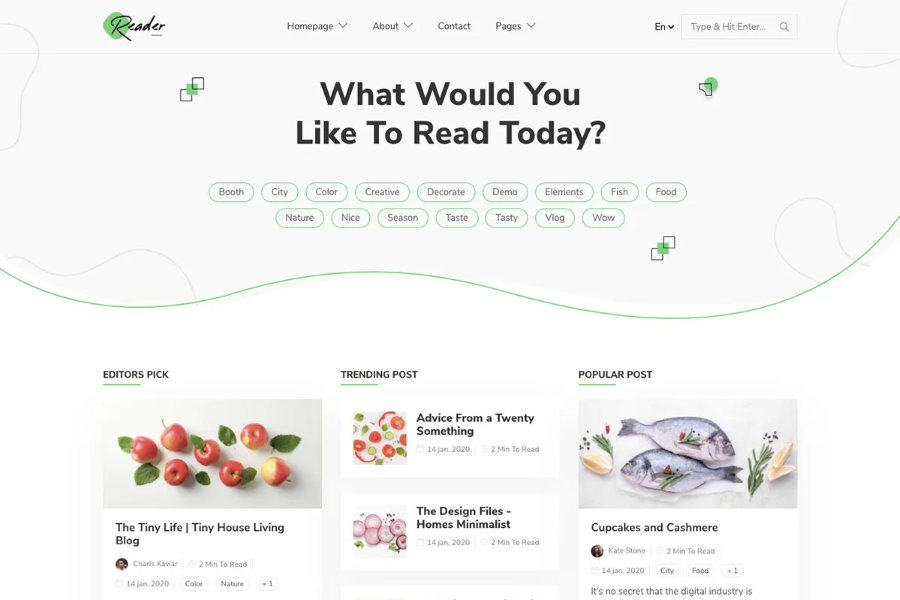 Reader
Homepage About Contact Pages
En Type & Hit Enter...
What Would You
Like To Read Today?
Booth City Color Creative Decorate Demo Elements Fish Food
Nature Nice Season Taste Tasty Vlog Wow
EDITORS PICK
The Tiny Life | Tiny House Living
Blog
Charls Xaviar 2 Min To Read
14 jan, 2020 Color Nature + 1
TRENDING POST
Advice From a Twenty
Something
14 jan, 2020 2 Min To Read
The Design Files -
Homes Minimalist
14 jan, 2020 2 Min To Read
POPULAR POST
Cupcakes and Cashmere
Kate Stone 2 Min To Read
14 jan, 2020 City Food + 1
It's no secret that the digital industry is